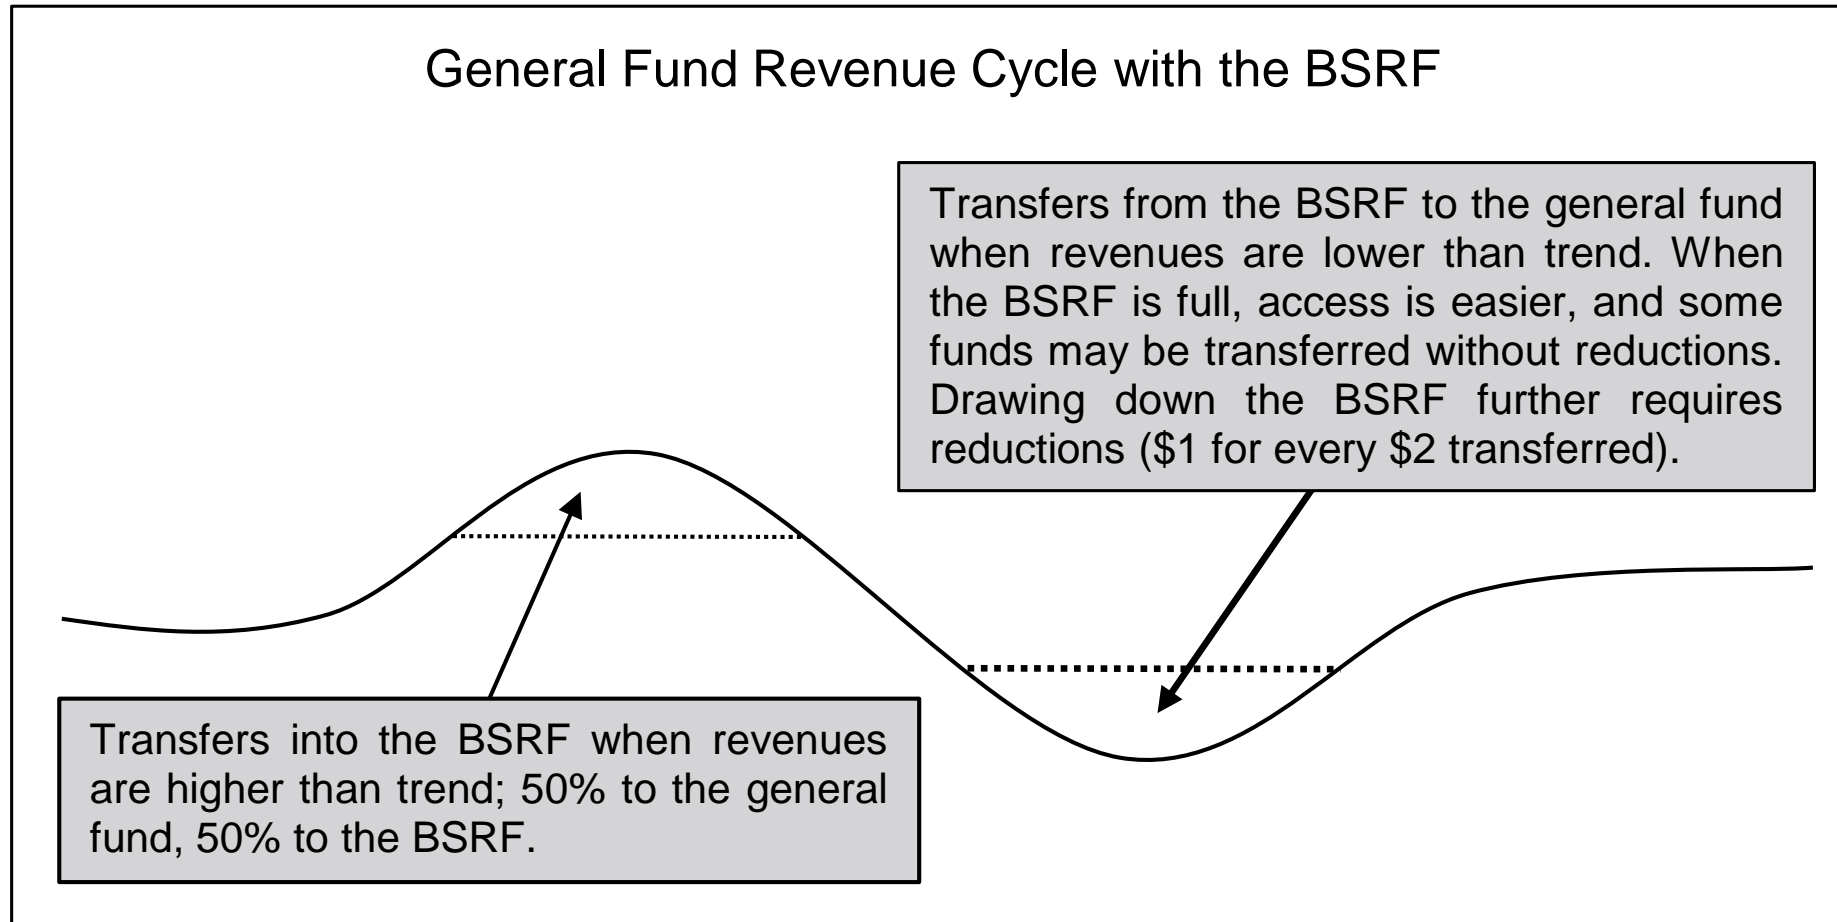 General Fund Revenue Cycle with the BSRF
Transfers from the BSRF to the general fund
when revenues are lower than trend. When
the BSRF is full, access is easier, and some
funds may be transferred without reductions.
Drawing down the BSRF further requires
reductions ($1 for every $2 transferred).
Transfers into the BSRF when revenues
are higher than trend; 50% to the general
fund, 50% to the BSRF.